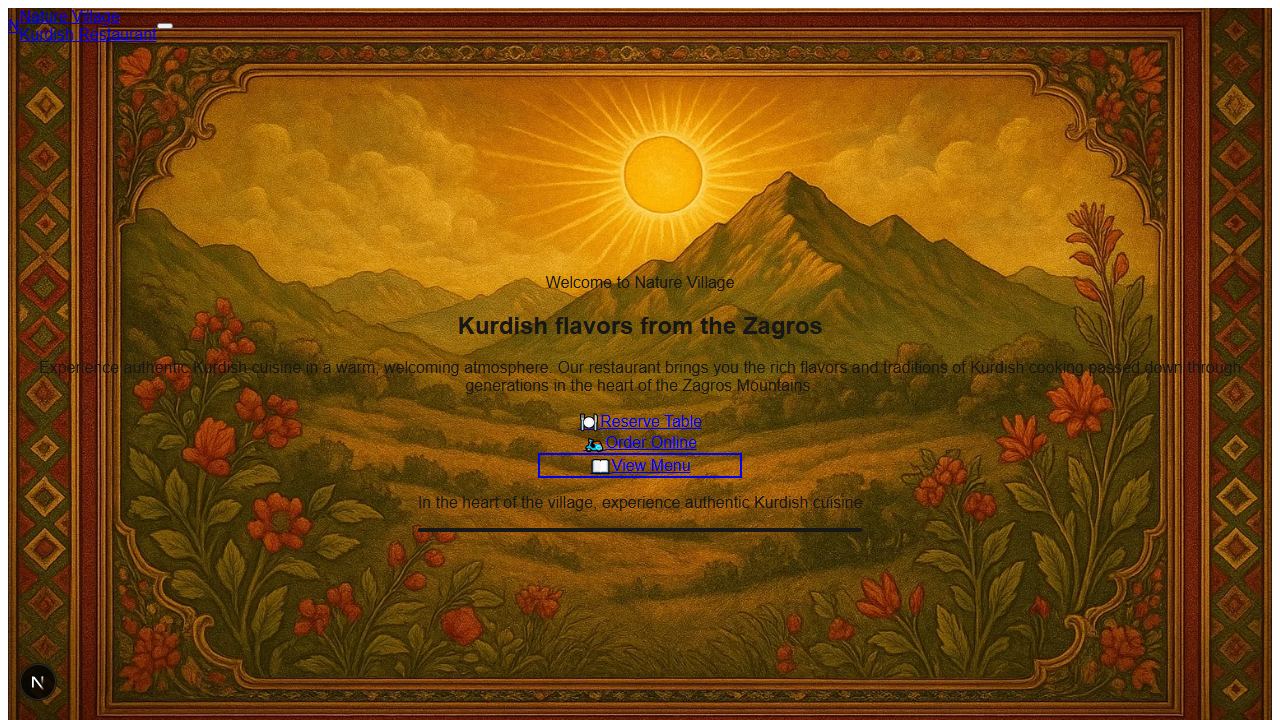 N
Nature Village
Kurdish Restaurant
Welcome to Nature Village
Kurdish flavors from the Zagros
Experience authentic Kurdish cuisine in a warm, welcoming atmosphere. Our restaurant brings you the rich flavors and traditions of Kurdish cooking passed down through
generations in the heart of the Zagros Mountains.
Reserve Table
Order Online
View Menu
In the heart of the village, experience authentic Kurdish cuisine
N